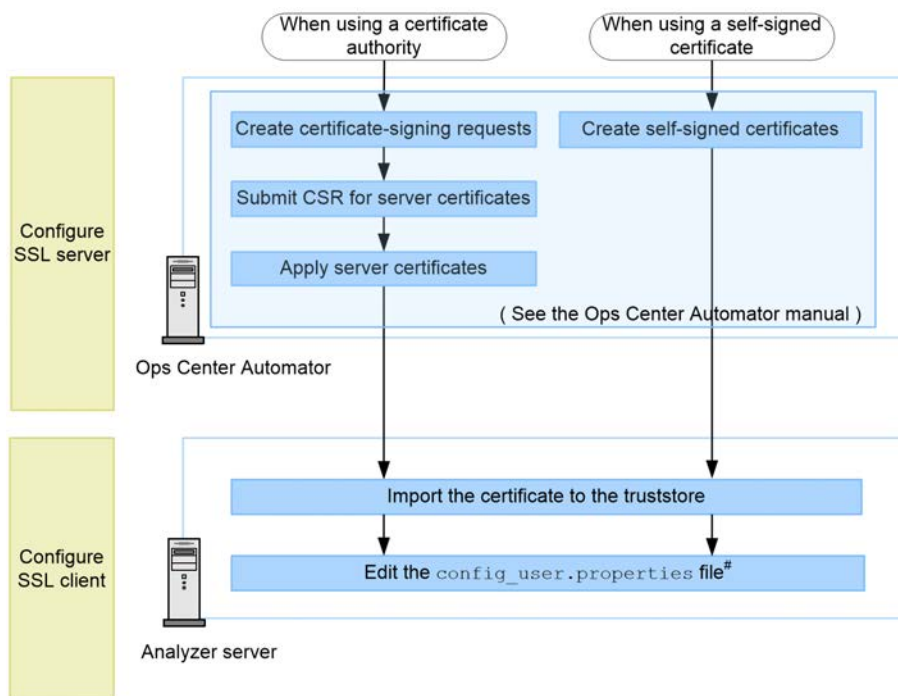 When using a certificate
authority
When using a self-signed
certificate
Configure
SSL server
Create certificate-signing requests
Create self-signed certificates
Submit CSR for server certificates
Apply server certificates
( See the Ops Center Automator manual )
Ops Center Automator
Configure
SSL client
Import the certificate to the truststore
Edit the config_user.properties file#
Analyzer server